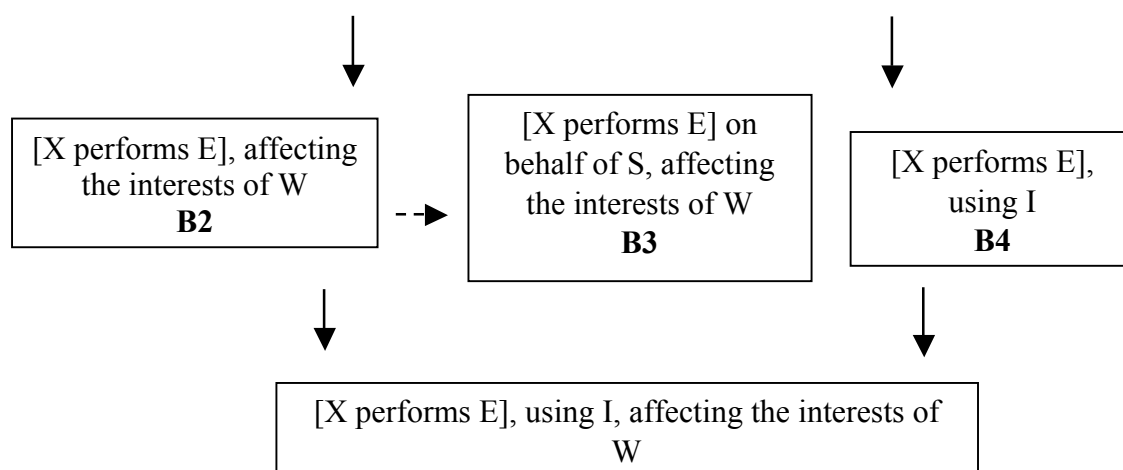 [X performs E], affecting
the interests of W
B2
[X performs E] on
behalf of S, affecting
the interests of W
B3
[X performs E],
using I
B4
[X performs E], using I, affecting the interests of
W